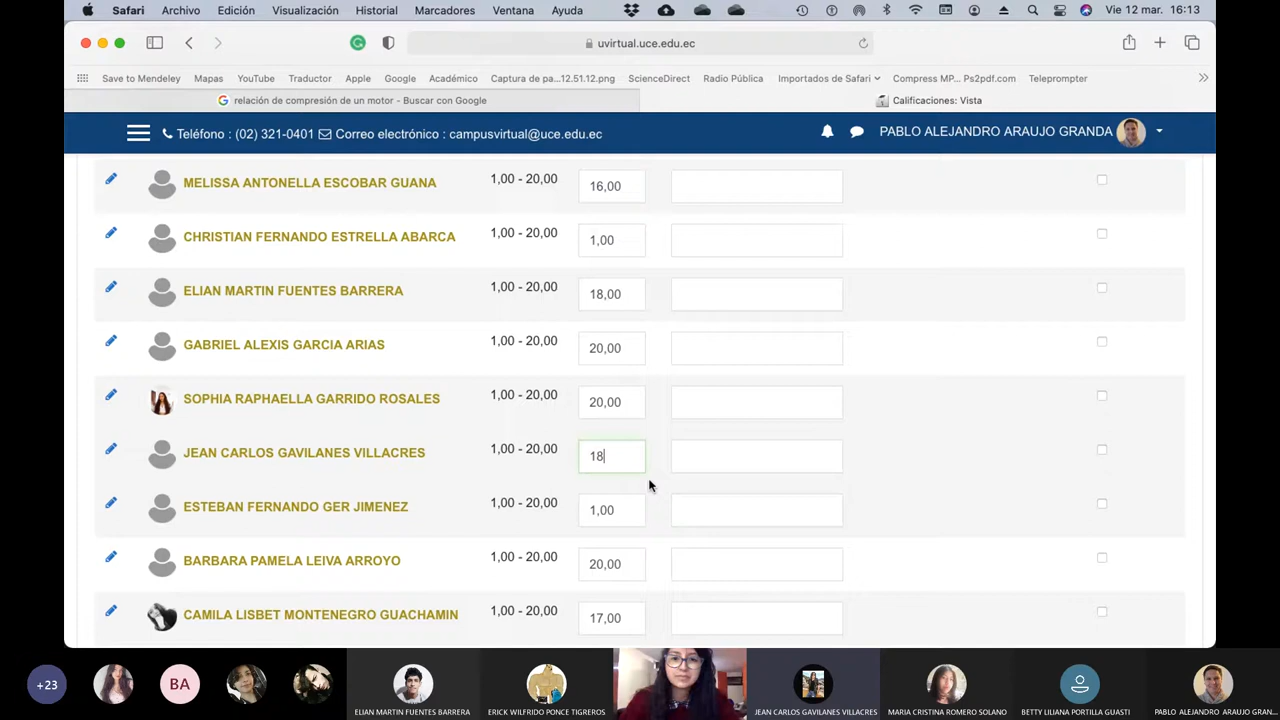 Safari Archivo Edición Visualización Historial Marcadores Ventana Ayuda Vie 12 mar. 16:13
uvirtual.uce.edu.ec
Save to Mendeley Mapas YouTube Traductor Apple Google Académico Captura de pa...12.51.12.png ScienceDirect Radio Pública Importados de Safari Compress MP... Ps2pdf.com Teleprompter
relación de compresión de un motor - Buscar con Google Calificaciones: Vista
Teléfono : (02) 321-0401 Correo electrónico : campusvirtual@uce.edu.ec PABLO ALEJANDRO ARAUJO GRANDA
MELISSA ANTONELLA ESCOBAR GUANA 1,00 - 20,00 16,00
CHRISTIAN FERNANDO ESTRELLA ABARCA 1,00 - 20,00 1,00
ELIAN MARTIN FUENTES BARRERA 1,00 - 20,00 18,00
GABRIEL ALEXIS GARCIA ARIAS 1,00 - 20,00 20,00
SOPHIA RAPHAELLA GARRIDO ROSALES 1,00 - 20,00 20,00
JEAN CARLOS GAVILANES VILLACRES 1,00 - 20,00 18
ESTEBAN FERNANDO GER JIMENEZ 1,00 - 20,00 1,00
BARBARA PAMELA LEIVA ARROYO 1,00 - 20,00 20,00
CAMILA LISBET MONTENEGRO GUACHAMIN 1,00 - 20,00 17,00
+23 BA
ELIAN MARTIN FUENTES BARRERA ERICK WILFRIDO PONCE TIGREROS JEAN CARLOS GAVILANES VILLACRES MARIA CRISTINA ROMERO SOLANO BETTY LILIANA PORTILLA GUASTI PABLO ALEJANDRO ARAUJO GRAN...